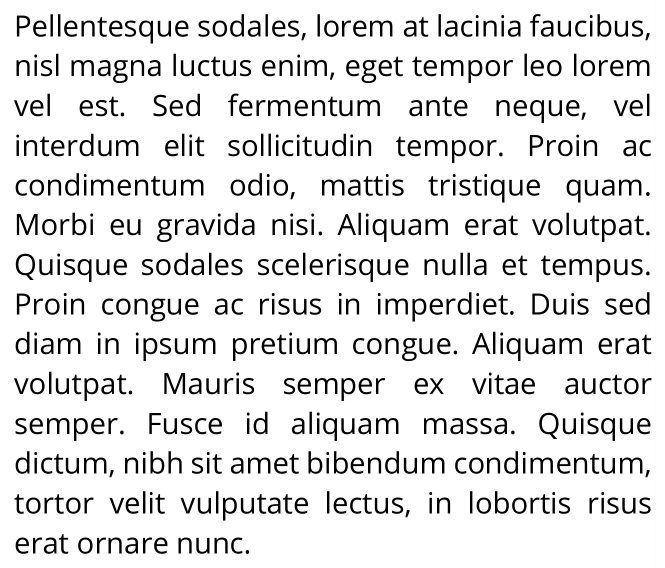 Pellentesque sodales, lorem at lacinia faucibus,
nisl magna luctus enim, eget tempor leo lorem
vel est. Sed fermentum ante neque, vel
interdum elit sollicitudin tempor. Proin ac
condimentum odio, mattis tristique quam.
Morbi eu gravida nisi. Aliquam erat volutpat.
Quisque sodales scelerisque nulla et tempus.
Proin congue ac risus in imperdiet. Duis sed
diam in ipsum pretium congue. Aliquam erat
volutpat. Mauris semper ex vitae auctor
semper. Fusce id aliquam massa. Quisque
dictum, nibh sit amet bibendum condimentum,
tortor velit vulputate lectus, in lobortis risus
erat ornare nunc.